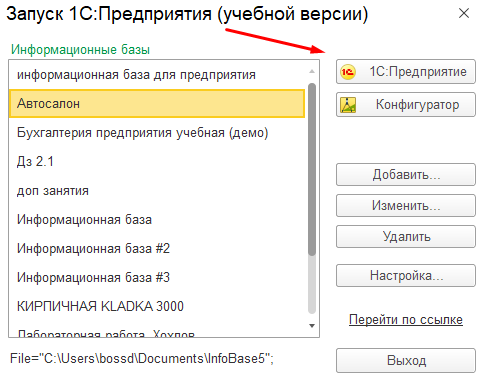 Запуск 1С:Предприятия (учебной версии)
Информационные базы
информационная база для предприятия
Автосалон
Бухгалтерия предприятия учебная (демо)
Дз 2.1
доп занятия
Информационная база
Информационная база #2
Информационная база #3
КИРПИЧНАЯ KLADKA 3000
Лабораторная работа Хохлов
File="C:\Users\bossd\Documents\InfoBase5";
1С:Предприятие
Конфигуратор
Добавить...
Изменить...
Удалить
Настройка...
Перейти по ссылке
Выход